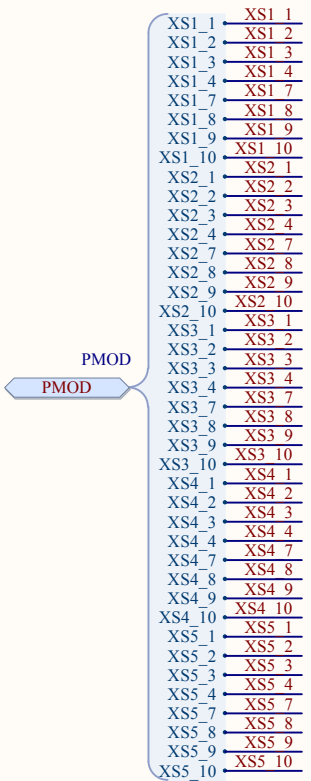 XS1_1 XS1_1
XS1_2 XS1_2
XS1_3 XS1_3
XS1_4 XS1_4
XS1_7 XS1_7
XS1_8 XS1_8
XS1_9 XS1_9
XS1_10 XS1_10
XS2_1 XS2_1
XS2_2 XS2_2
XS2_3 XS2_3
XS2_4 XS2_4
XS2_7 XS2_7
XS2_8 XS2_8
XS2_9 XS2_9
XS2_10 XS2_10
XS3_1 XS3_1
XS3_2 XS3_2
PMOD
XS3_3 XS3_3
PMOD
XS3_4 XS3_4
XS3_7 XS3_7
XS3_8 XS3_8
XS3_9 XS3_9
XS3_10 XS3_10
XS4_1 XS4_1
XS4_2 XS4_2
XS4_3 XS4_3
XS4_4 XS4_4
XS4_7 XS4_7
XS4_8 XS4_8
XS4_9 XS4_9
XS4_10 XS4_10
XS5_1 XS5_1
XS5_2 XS5_2
XS5_3 XS5_3
XS5_4 XS5_4
XS5_7 XS5_7
XS5_8 XS5_8
XS5_9 XS5_9
XS5_10 XS5_10